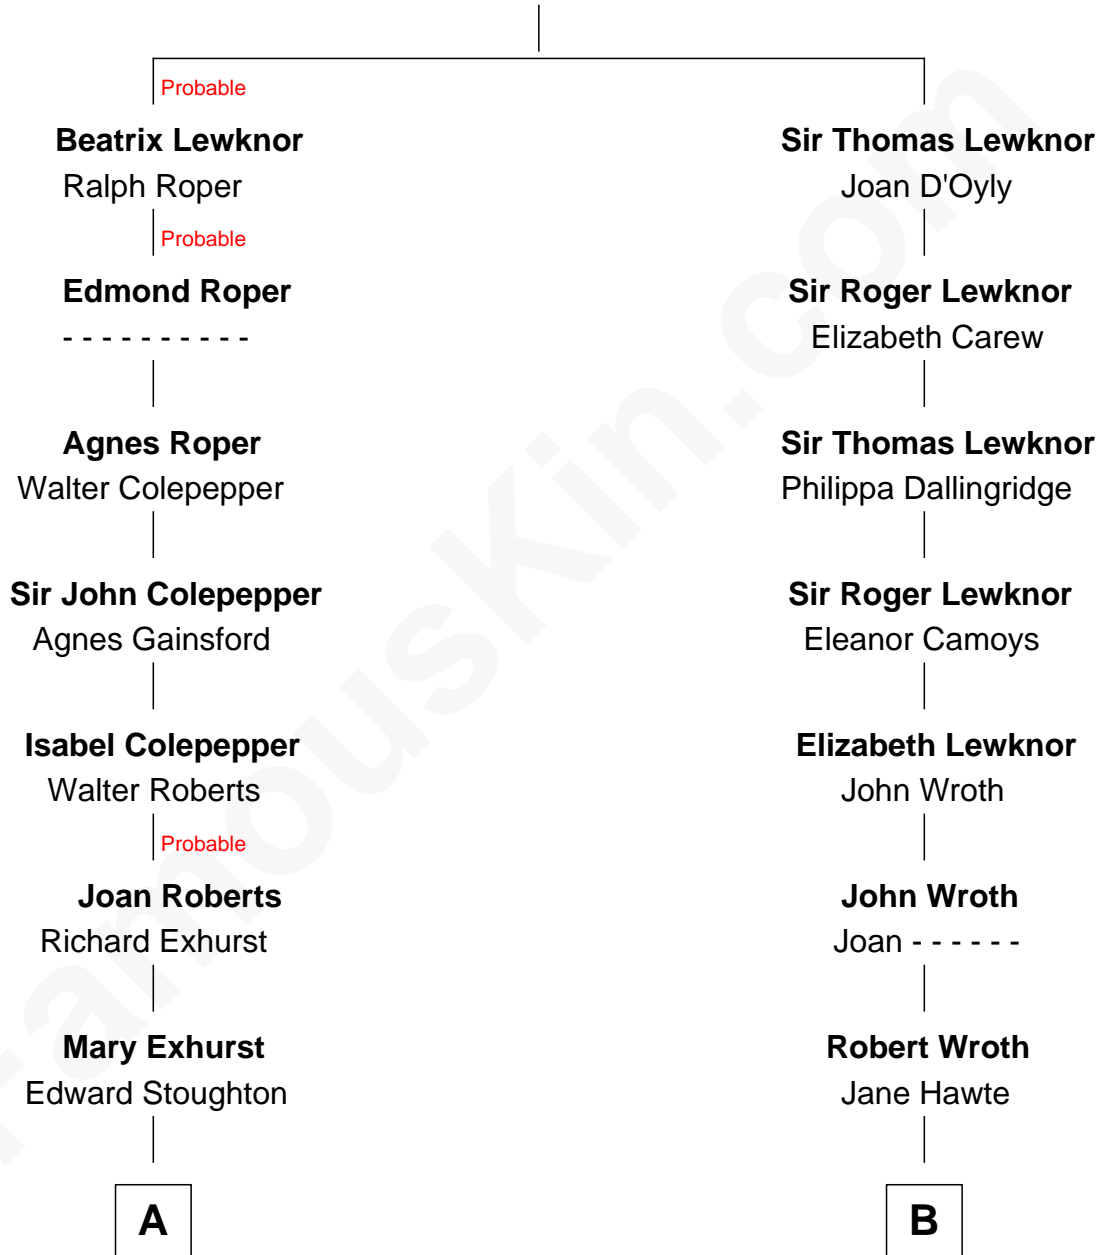 Probable
Beatrix Lewknor
Ralph Roper
Probable
Edmond Roper
- - - - - - - - - -
Agnes Roper
Walter Colepepper
Sir John Colepepper
Agnes Gainsford
Isabel Colepepper
Walter Roberts
Probable
Joan Roberts
Richard Exhurst
Mary Exhurst
Edward Stoughton
A
Sir Thomas Lewknor
Joan D'Oyly
Sir Roger Lewknor
Elizabeth Carew
Sir Thomas Lewknor
Philippa Dallingridge
Sir Roger Lewknor
Eleanor Camoys
Elizabeth Lewknor
John Wroth
John Wroth
Joan - - - - - -
Robert Wroth
Jane Hawte
B
FamousKin.com